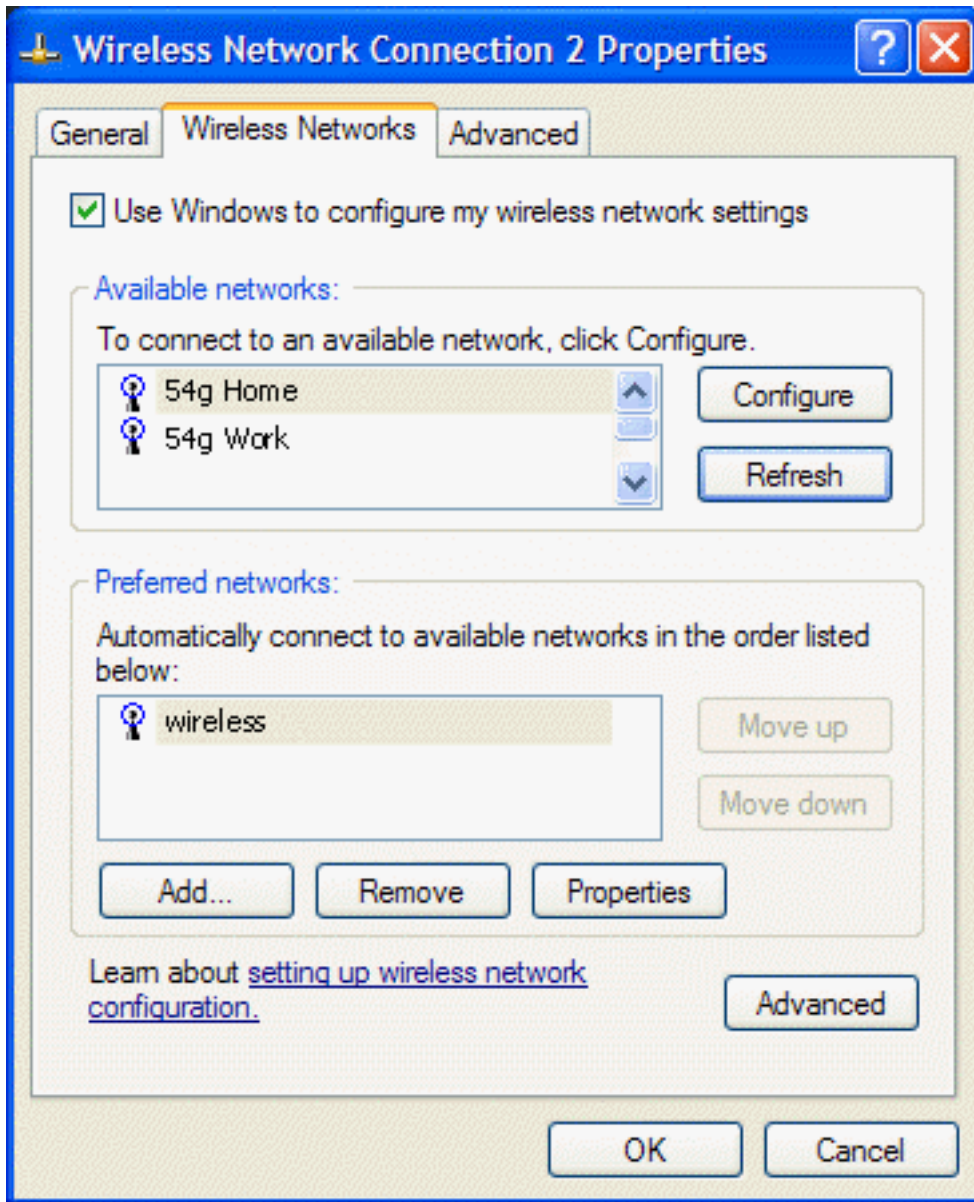 Wireless Network Connection 2 Properties
General
Wireless Networks
Advanced
Use Windows to configure my wireless network settings
Available networks:
To connect to an available network, click Configure.
54g Home
54g Work
Configure
Refresh
Preferred networks:
Automatically connect to available networks in the order listed
below:
wireless
Move up
Move down
Add...
Remove
Properties
Learn about setting up wireless network
configuration.
Advanced
OK
Cancel